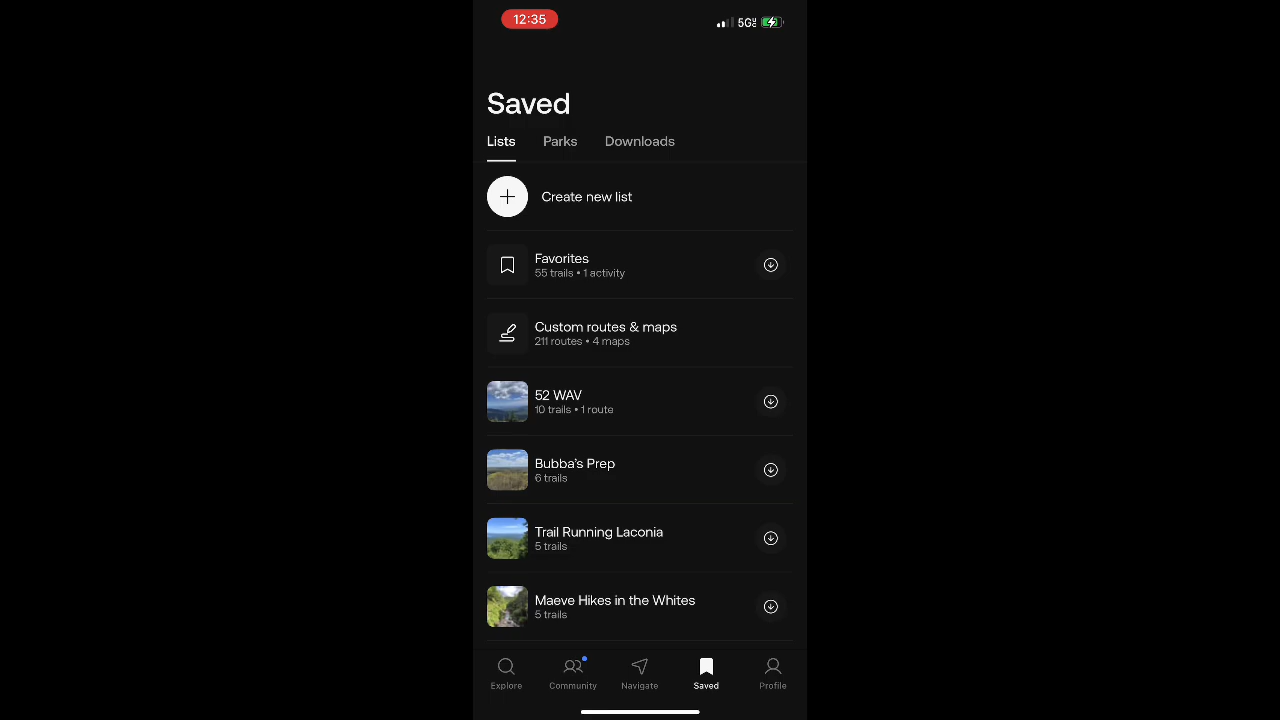 12:35
Saved
Lists Parks Downloads
Create new list
Favorites
55 trails • 1 activity
Custom routes & maps
211 routes • 4 maps
52 WAV
10 trails • 1 route
Bubba's Prep
6 trails
Trail Running Laconia
5 trails
Maeve Hikes in the Whites
5 trails
Explore Community Navigate Saved Profile